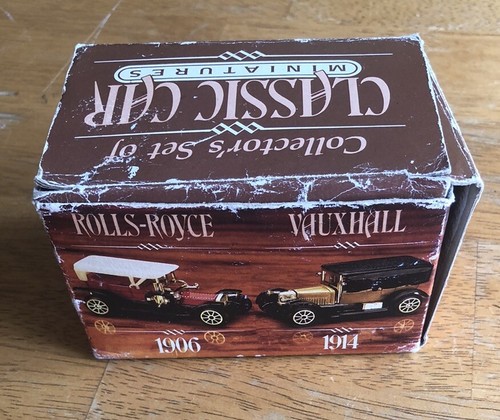 Collector's Set of
CLASSIC CAR
MINIATURES
ROLLS-ROYCE
VAUXHALL
1906
1914